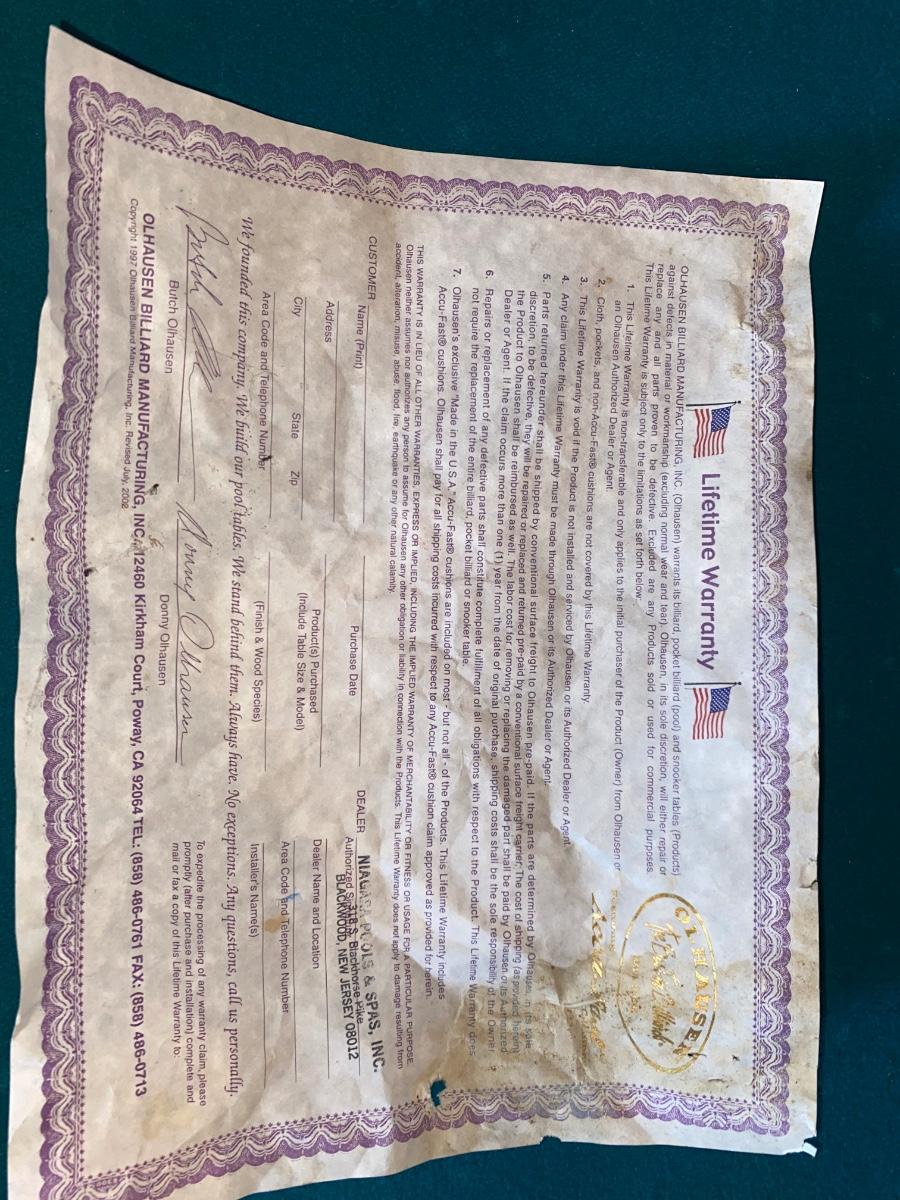 Lifetime Warranty
OLHAUSEN BILLIARD MANUFACTURING, INC. (Olhausen) warrants its billiard, pocket billiard (pool) and snooker tables (Products)
against defects in material or workmanship (excluding normal wear and tear). Olhausen, in its sole discretion, will either repair or
replace any and all parts proven to be defective. Excluded are any Products sold or used for commercial purposes.
This Lifetime Warranty is subject only to the limitations as set forth below:
1. This Lifetime Warranty is non-transferable and only applies to the initial purchaser of the Product (Owner) from Olhausen or
an Olhausen Authorized Dealer or Agent.
2. Cloth, pockets, and non-Accu-Fast® cushions are not covered by this Lifetime Warranty.
3. This Lifetime Warranty is void if the Product is not installed and serviced by Olhausen or its Authorized Dealer or Agent.
4. Any claim under this Lifetime Warranty must be made through Olhausen or its Authorized Dealer or Agent.
5. Parts returned hereunder shall be shipped by conventional surface freight to Olhausen pre-paid. If the parts are determined by Olhausen, in its sole
discretion, to be defective, they will be repaired or replaced and returned pre-paid by a conventional surface freight carrier. The cost of shipping (as provided herein)
the Product to Olhausen shall be reimbursed as well. The labor cost for removing or replacing the damaged part shall be paid by Olhausen or its Authorized
Dealer or Agent. If the claim occurs more than one (1) year from the date of original purchase, shipping costs shall be the sole responsibility of the Owner.
6. Repairs or replacement of any defective parts shall constitute complete fulfillment of all obligations with respect to the Product. This Lifetime Warranty does
not require the replacement of the entire billiard, pocket billiard or snooker table.
7. Olhausen's exclusive "Made in the U.S.A." Accu-Fast® cushions are included on most - but not all - of the Products. This Lifetime Warranty includes
Accu-Fast® cushions. Olhausen shall pay for all shipping costs incurred with respect to any Accu-Fast® cushion claim approved as provided for herein.
THIS WARRANTY IS IN LIEU OF ALL OTHER WARRANTIES, EXPRESS OR IMPLIED, INCLUDING THE IMPLIED WARRANTY OF MERCHANTABILITY OR FITNESS OR USAGE FOR A PARTICULAR PURPOSE.
Olhausen neither assumes nor authorizes any person to assume for Olhausen any other obligation or liability in connection with the Products. This Lifetime Warranty does not apply to damage resulting from
accident, alteration, misuse, abuse, flood, fire, earthquake or any other natural calamity.
OLHAUSEN
CUSTOMER
Name (Print)
Address
City State Zip
Area Code and Telephone Number
Purchase Date
Product(s) Purchased
(Include Table Size & Model)
(Finish & Wood Species)
DEALER
NIAGARA POOLS & SPAS, INC.
318 S. Blackhorse Pike
BLACKWOOD, NEW JERSEY 08012
Authorized
Dealer Name and Location
Area Code and Telephone Number
Installer's Name(s)
We founded this company. We build our pool tables. We stand behind them. Always have. No exceptions. Any questions, call us personally.
Donny Olhausen
Butch Olhausen
Donny Olhausen
To expedite the processing of any warranty claim, please
promptly (after purchase and installation) complete and
mail or fax a copy of this Lifetime Warranty to:
OLHAUSEN BILLIARD MANUFACTURING, INC. 12460 Kirkham Court, Poway, CA 92064 TEL: (858) 486-0761 FAX: (858) 486-0713
Copyright 1997 Olhausen Billiard Manufacturing, Inc. Revised July, 2002